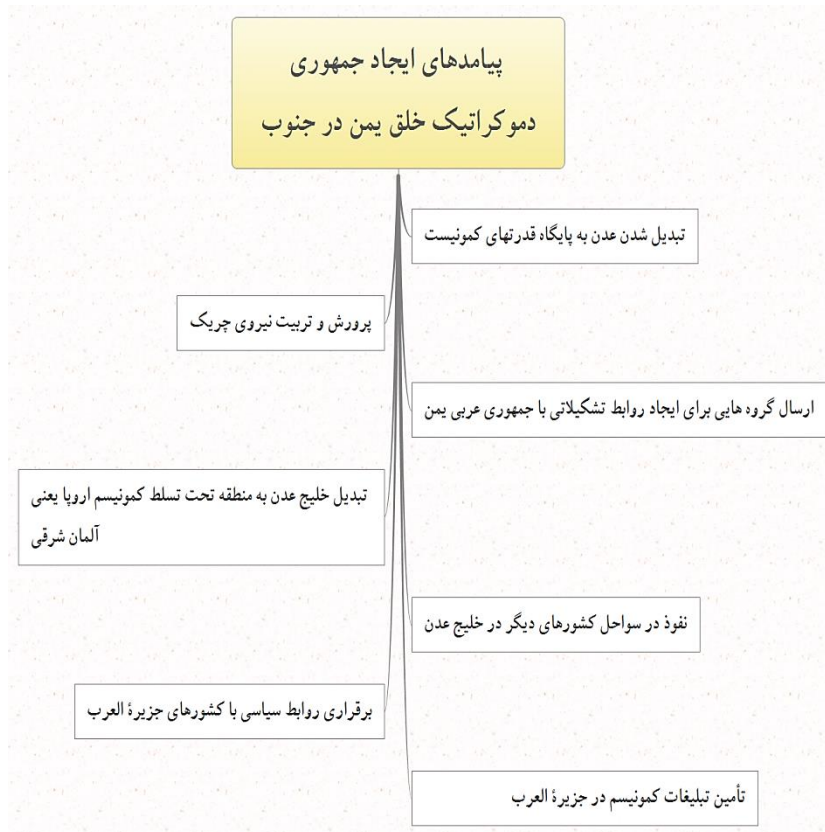 پیامدهای ایجاد جمهوری
دموکراتیک خلق یمن در جنوب
تبدیل شدن عدن به پایگاه قدرتهای کمونیست
پرورش و تربیت نیروی چریک
ارسال گروه هایی برای ایجاد روابط تشکیلاتی با جمهوری عربی یمن
تبدیل خلیج عدن به منطقه تحت تسلط کمونیسم اروپا یعنی
آلمان شرقی
نفوذ در سواحل کشورهای دیگر در خلیج عدن
برقراری روابط سیاسی با کشورهای جزیرهٔ العرب
تأمین تبلیغات کمونیسم در جزیرهٔ العرب